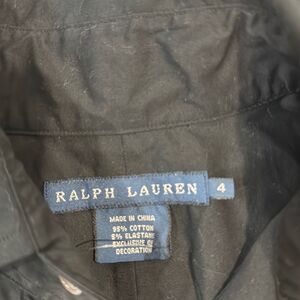 RALPH LAUREN 4
MADE IN CHINA
95% COTTON
5% ELASTANE
EXCLUSIVE OF
DECORATION